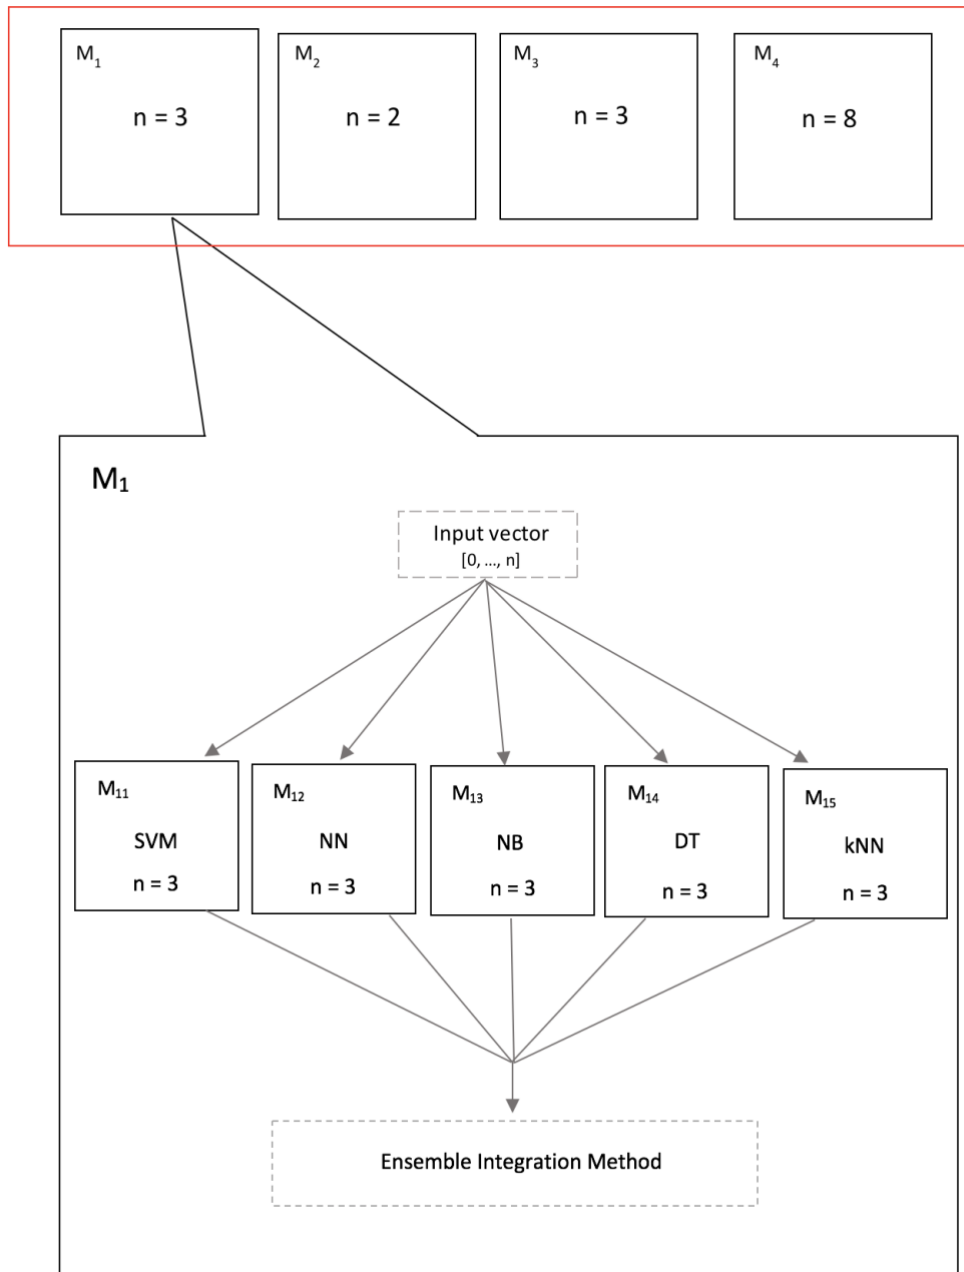 M₁
n = 3
M₂
n = 2
M₃
n = 3
M₄
n = 8
M₁
Input vector
[0, ..., n]
M₁₁
SVM
n = 3
M₁₂
NN
n = 3
M₁₃
NB
n = 3
M₁₄
DT
n = 3
M₁₅
kNN
n = 3
Ensemble Integration Method